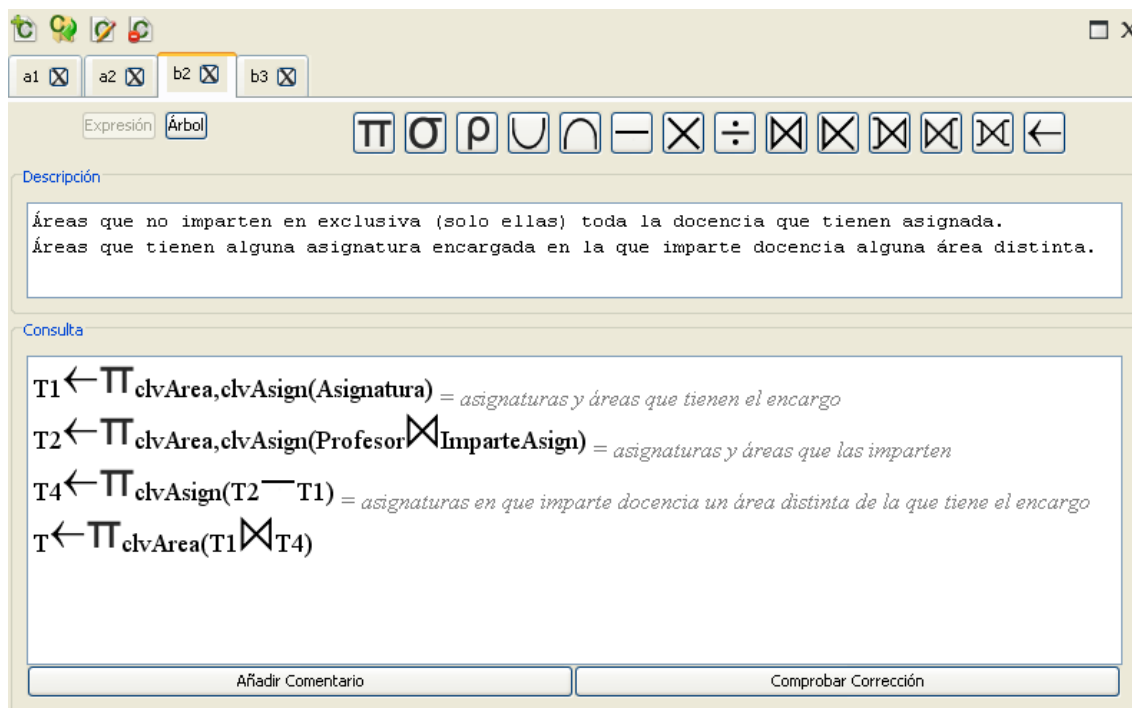 a1 a2 b2 b3
Expresión Árbol π σ ρ ∪ ∩ — × ÷ ⋈ ⋉ ⟕ ⟖ ⟗ ←
Descripción
Áreas que no imparten en exclusiva (solo ellas) toda la docencia que tienen asignada.
Áreas que tienen alguna asignatura encargada en la que imparte docencia alguna área distinta.
Consulta
T1←π clvArea,clvAsign(Asignatura) = asignaturas y áreas que tienen el encargo
T2←π clvArea,clvAsign(Profesor⋈ImparteAsign) = asignaturas y áreas que las imparten
T4←π clvAsign(T2—T1) = asignaturas en que imparte docencia un área distinta de la que tiene el encargo
T←π clvArea(T1⋈T4)
Añadir Comentario Comprobar Corrección